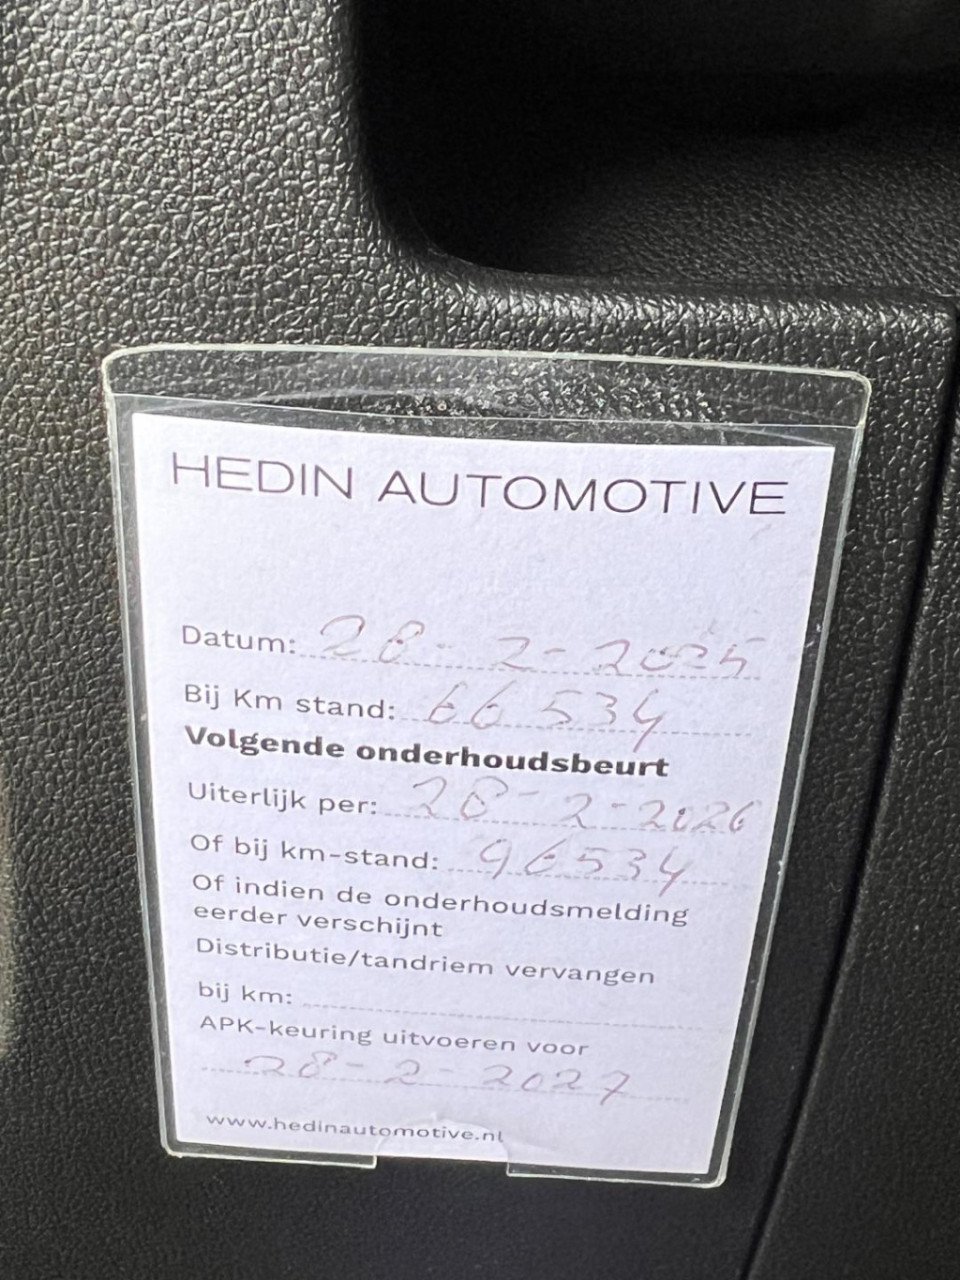 HEDIN AUTOMOTIVE
Datum: 28-2-2025
Bij Km stand: 66534
Volgende onderhoudsbeurt
Uiterlijk per: 28-2-2026
Of bij km-stand: 96534
Of indien de onderhoudsmelding
eerder verschijnt
Distributie/tandriem vervangen
bij km:
APK-keuring uitvoeren voor
28-2-2027
www.hedinautomotive.nl